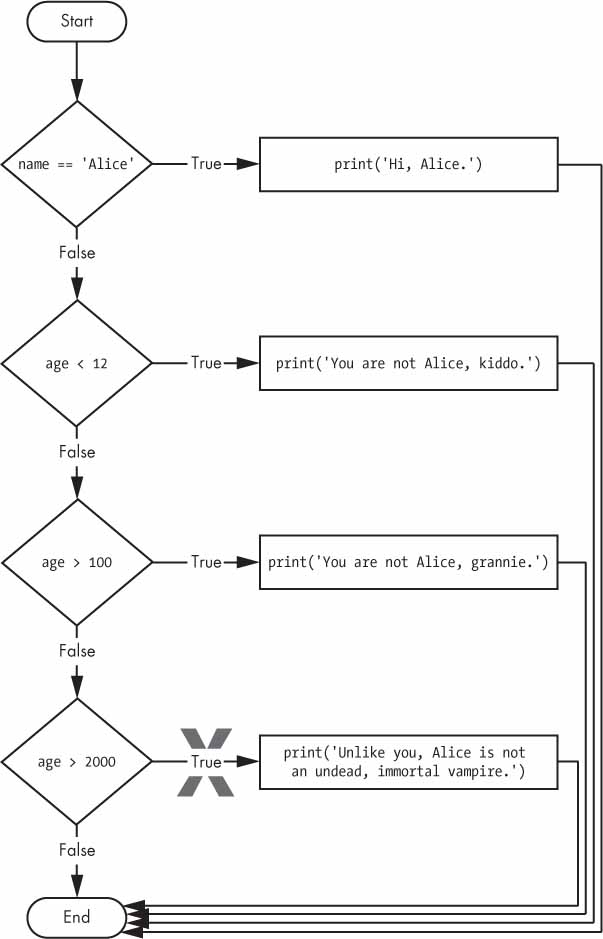 Start
name == 'Alice'
True
print('Hi, Alice.')
False
age < 12
True
print('You are not Alice, kiddo.')
False
age > 100
True
print('You are not Alice, grannie.')
False
age > 2000
True
print('Unlike you, Alice is not
an undead, immortal vampire.')
False
End